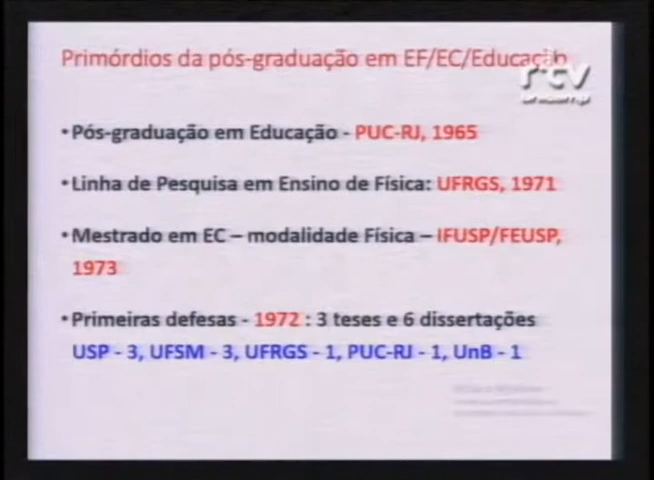 Primórdios da pós-graduação em EF/EC/Educação
rtv
•Pós-graduação em Educação - PUC-RJ, 1965
•Linha de Pesquisa em Ensino de Física: UFRGS, 1971
•Mestrado em EC – modalidade Física – IFUSP/FEUSP,
1973
•Primeiras defesas - 1972 : 3 teses e 6 dissertações
USP - 3, UFSM - 3, UFRGS - 1, PUC-RJ - 1, UnB - 1